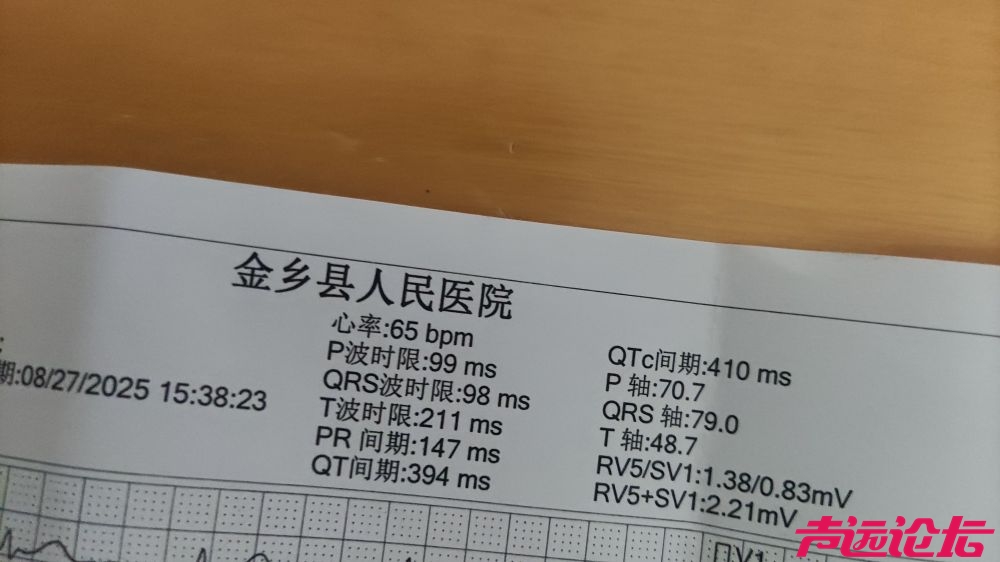 金乡县人民医院
期:08/27/2025 15:38:23
心率:65 bpm
P波时限:99 ms
QRS波时限:98 ms
T波时限:211 ms
PR 间期:147 ms
QT间期:394 ms
QTc间期:410 ms
P 轴:70.7
QRS 轴:79.0
T 轴:48.7
RV5/SV1:1.38/0.83mV
RV5+SV1:2.21mV
V1
声远论坛